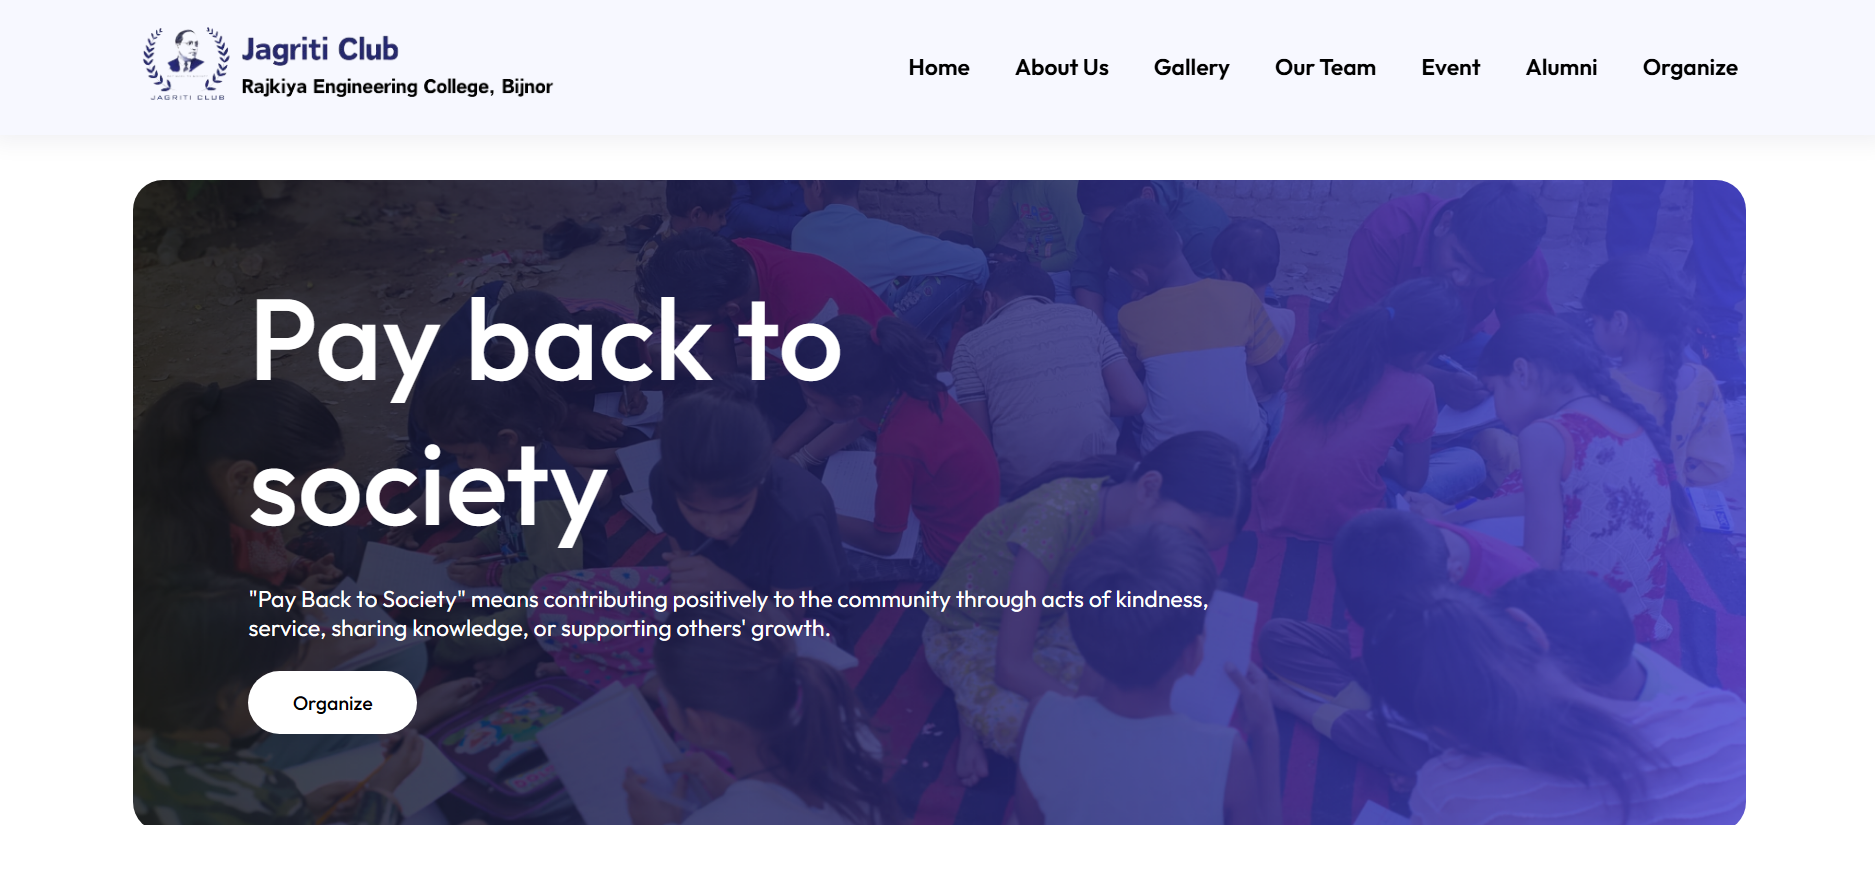 Jagriti Club
Rajkiya Engineering College, Bijnor
JAGRITI CLUB
Home About Us Gallery Our Team Event Alumni Organize
Pay back to
society
"Pay Back to Society" means contributing positively to the community through acts of kindness,
service, sharing knowledge, or supporting others' growth.
Organize